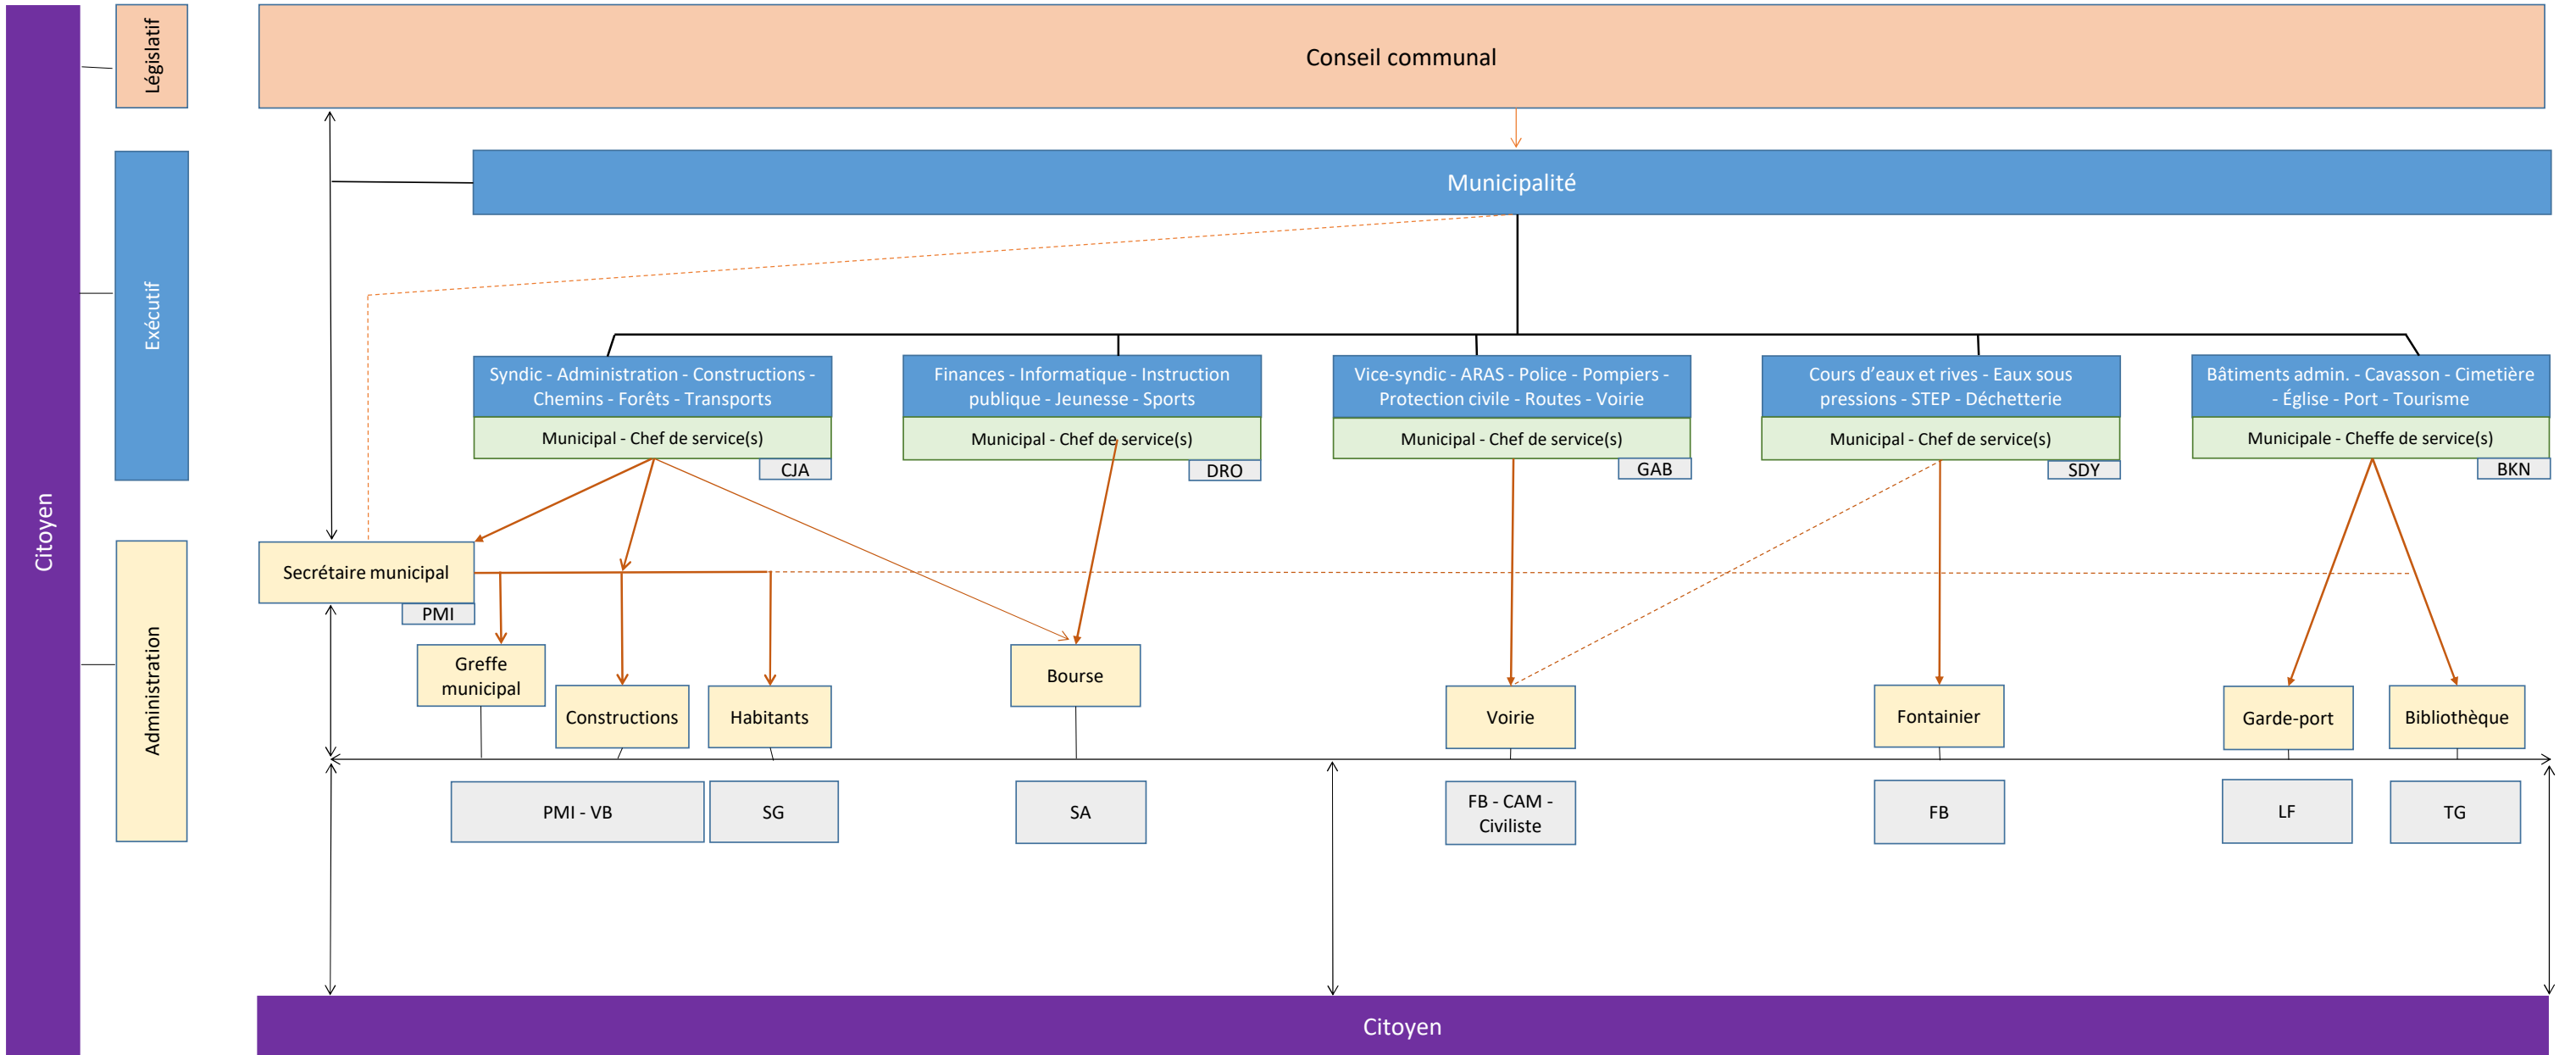 Citoyen
Législatif
Exécutif
Administration
Conseil communal
Municipalité
Syndic - Administration - Constructions -
Chemins - Forêts - Transports
Municipal - Chef de service(s)
CJA
Finances - Informatique - Instruction
publique - Jeunesse - Sports
Municipal - Chef de service(s)
DRO
Vice-syndic - ARAS - Police - Pompiers -
Protection civile - Routes - Voirie
Municipal - Chef de service(s)
GAB
Cours d’eaux et rives - Eaux sous
pressions - STEP - Déchetterie
Municipal - Chef de service(s)
SDY
Bâtiments admin. - Cavasson - Cimetière
- Église - Port - Tourisme
Municipale - Cheffe de service(s)
BKN
Secrétaire municipal
PMI
Greffe
municipal
Constructions
Habitants
Bourse
Voirie
Fontainier
Garde-port
Bibliothèque
PMI - VB
SG
SA
FB - CAM -
Civiliste
FB
LF
TG
Citoyen